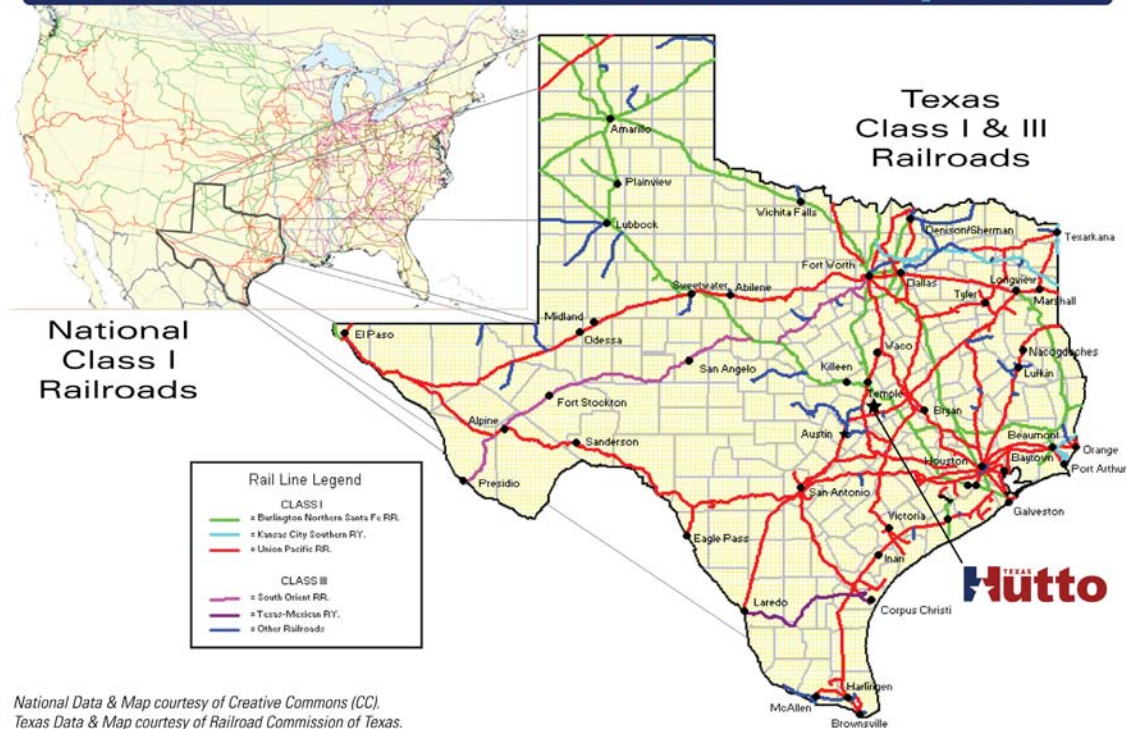 Texas
Class I & III
Railroads
National
Class I
Railroads
Amarillo
Plainview
Lubbock
Wichita Falls
Denison/Sherman
Texarkana
Fort Worth
Dallas
Longview
Marshall
Tyler
Sweetwater
Abilene
Midland
Odessa
El Paso
Waco
Nacogdoches
Lufkin
Killeen
San Angelo
Temple
Bryan
Fort Stockton
Alpine
Austin
Sanderson
Beaumont
Orange
Houston
Baytown
Port Arthur
Presidio
San Antonio
Galveston
Victoria
Eagle Pass
Inari
Laredo
Corpus Christi
Harlingen
McAllen
Brownsville
TEXAS
Hutto
Rail Line Legend
CLASS I
= Burlington Northern Santa Fe RR.
= Kansas City Southern RY.
= Union Pacific RR.
CLASS III
= South Orient RR.
= Texas-Mexican RY.
= Other Railroads
National Data & Map courtesy of Creative Commons (CC).
Texas Data & Map courtesy of Railroad Commission of Texas.